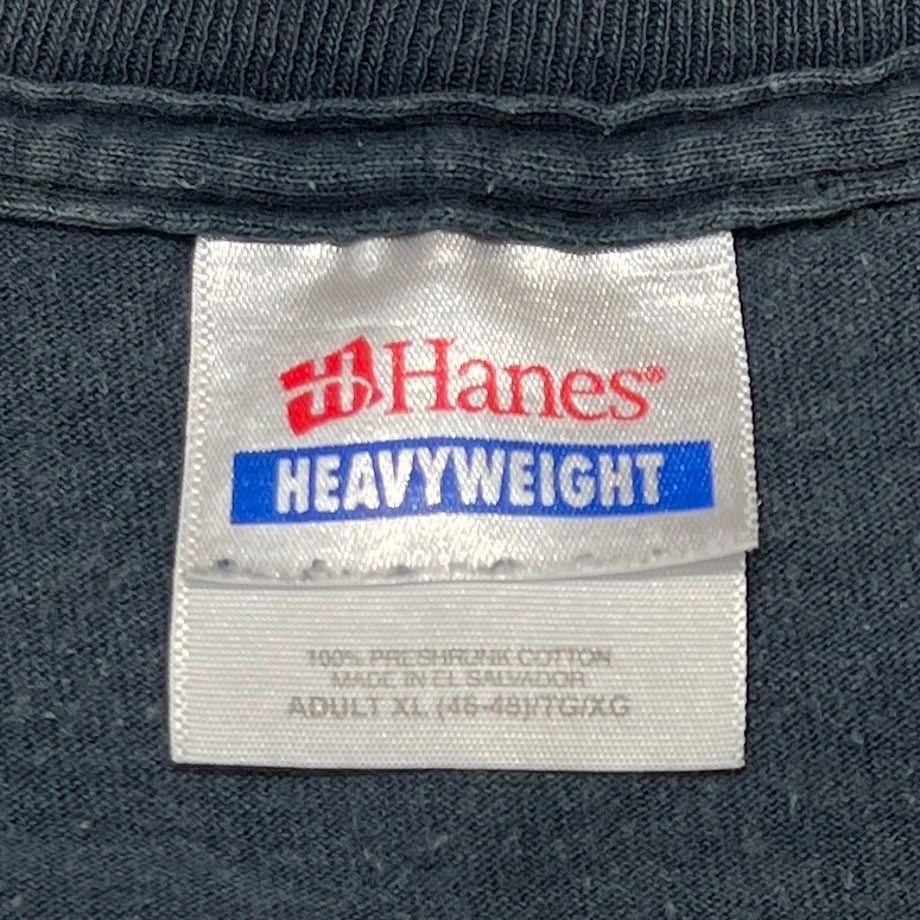 Hanes®
HEAVYWEIGHT
100% PRESHRUNK COTTON
MADE IN EL SALVADOR
ADULT XL (46-48)/TG/XG